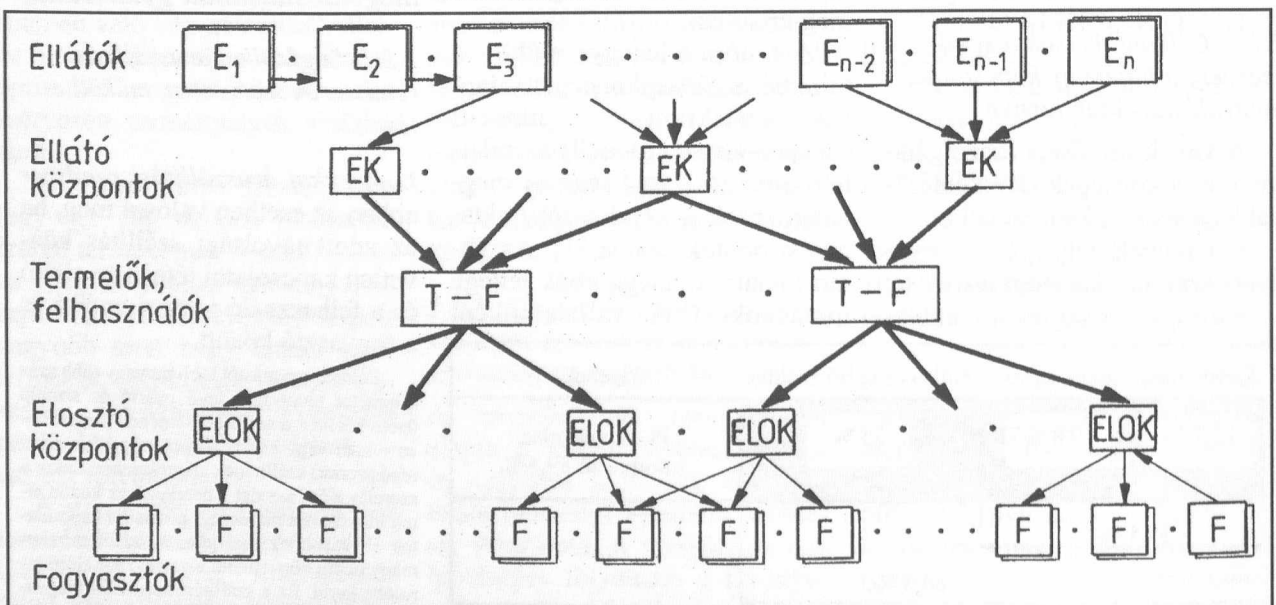 Ellátók E₁ E₂ E₃ Eₙ₋₂ Eₙ₋₁ Eₙ
Ellátó
központok
EK EK EK
Termelők,
felhasználók
T – F T – F
Elosztó
központok
ELOK ELOK ELOK ELOK
F F F F F F F F F F
Fogyasztók